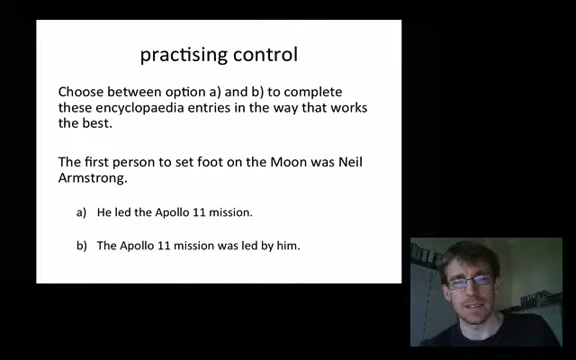 practising control
Choose between option a) and b) to complete
these encyclopaedia entries in the way that works
the best.
The first person to set foot on the Moon was Neil
Armstrong.
a) He led the Apollo 11 mission.
b) The Apollo 11 mission was led by him.